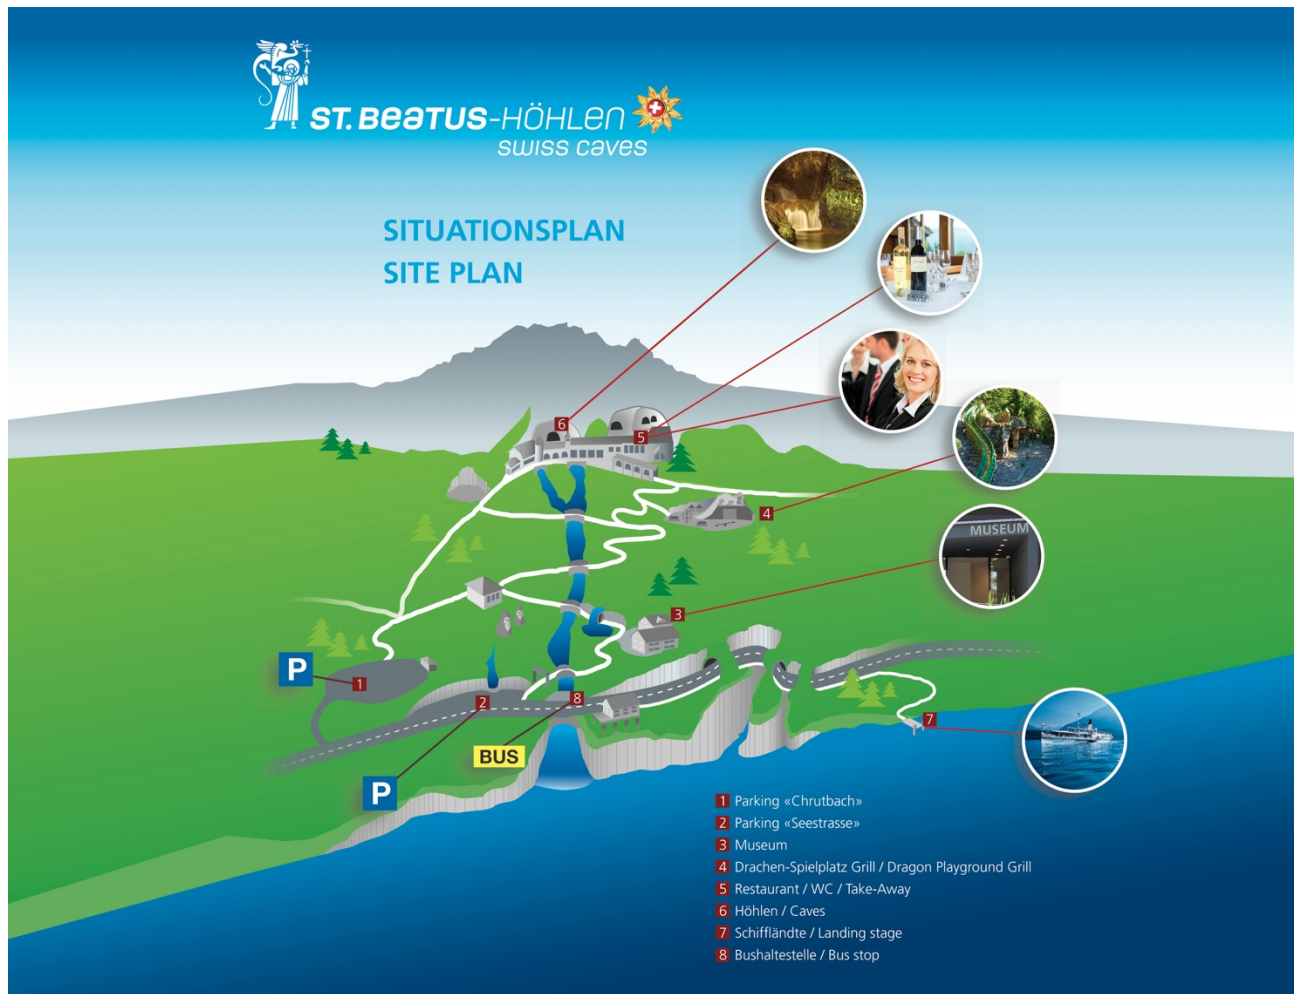 ST. BEATUS-HÖHLEN
SWISS CAVES
SITUATIONSPLAN
SITE PLAN
6
5
4
MUSEUM
3
P
1
2
8
7
BUS
P
1 Parking «Chrutbach»
2 Parking «Seestrasse»
3 Museum
4 Drachen-Spielplatz Grill / Dragon Playground Grill
5 Restaurant / WC / Take-Away
6 Höhlen / Caves
7 Schiffländte / Landing stage
8 Bushaltestelle / Bus stop